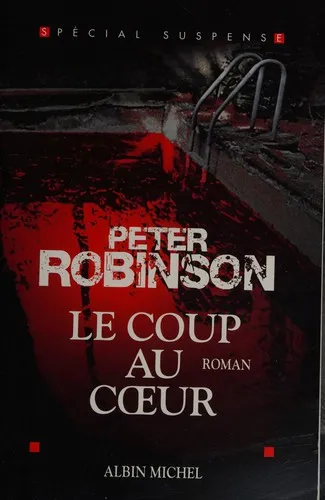 SPÉCIAL SUSPENSE
PETER
ROBINSON
LE COUP
AU
ROMAN
CŒUR
ALBIN MICHEL